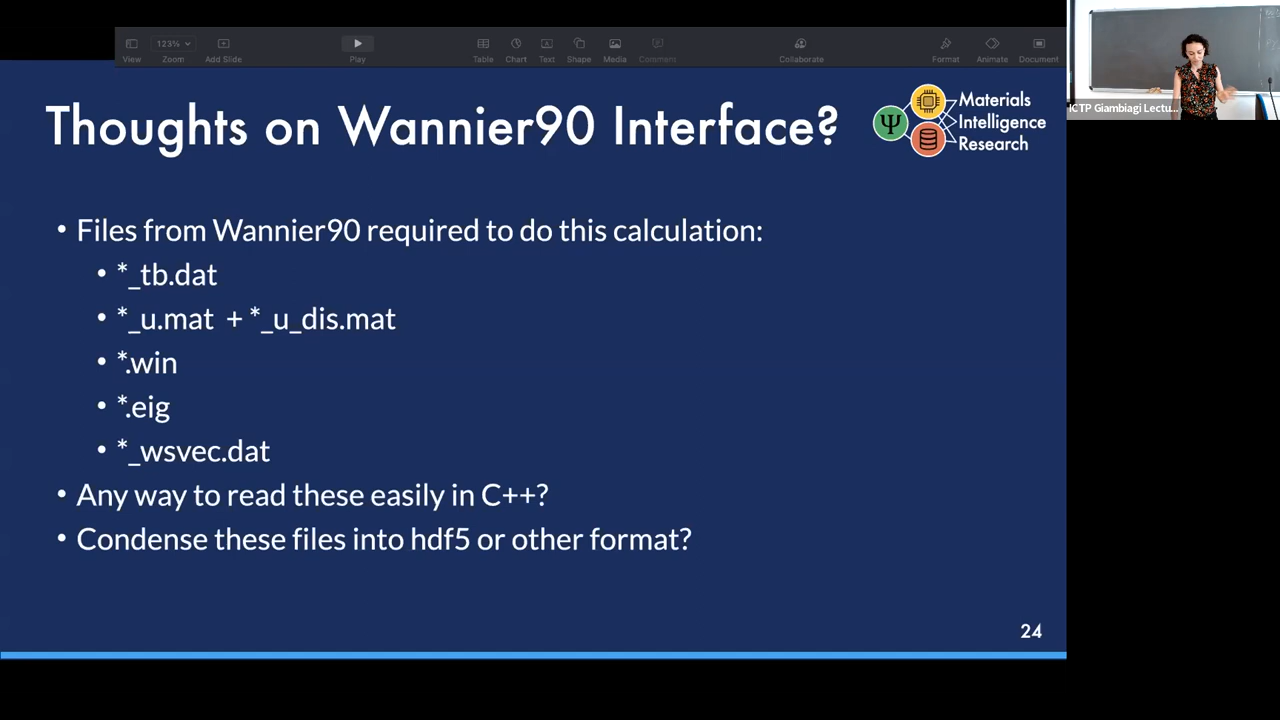 123%
View
Zoom
Add Slide
Play
Table
Chart
Text
Shape
Media
Comment
Collaborate
Format
Animate
Document
ICTP Giambiagi Lectu...
Thoughts on Wannier90 Interface?
Ψ
Materials
Intelligence
Research
• Files from Wannier90 required to do this calculation:
• *_tb.dat
• *_u.mat + *_u_dis.mat
• *.win
• *.eig
• *_wsvec.dat
• Any way to read these easily in C++?
• Condense these files into hdf5 or other format?
24